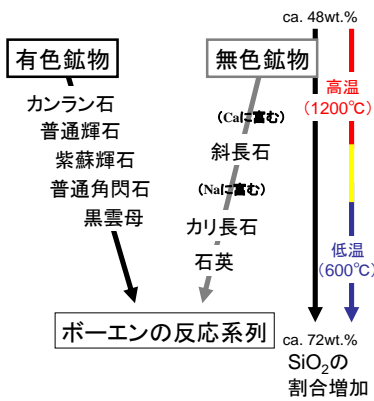 ca. 48wt.%
有色鉱物
無色鉱物
カンラン石
普通輝石
紫蘇輝石
普通角閃石
黒雲母
(Caに富む)
斜長石
(Naに富む)
カリ長石
石英
高温
(1200℃)
低温
(600℃)
ボーエンの反応系列
ca. 72wt.%
SiO₂の
割合増加